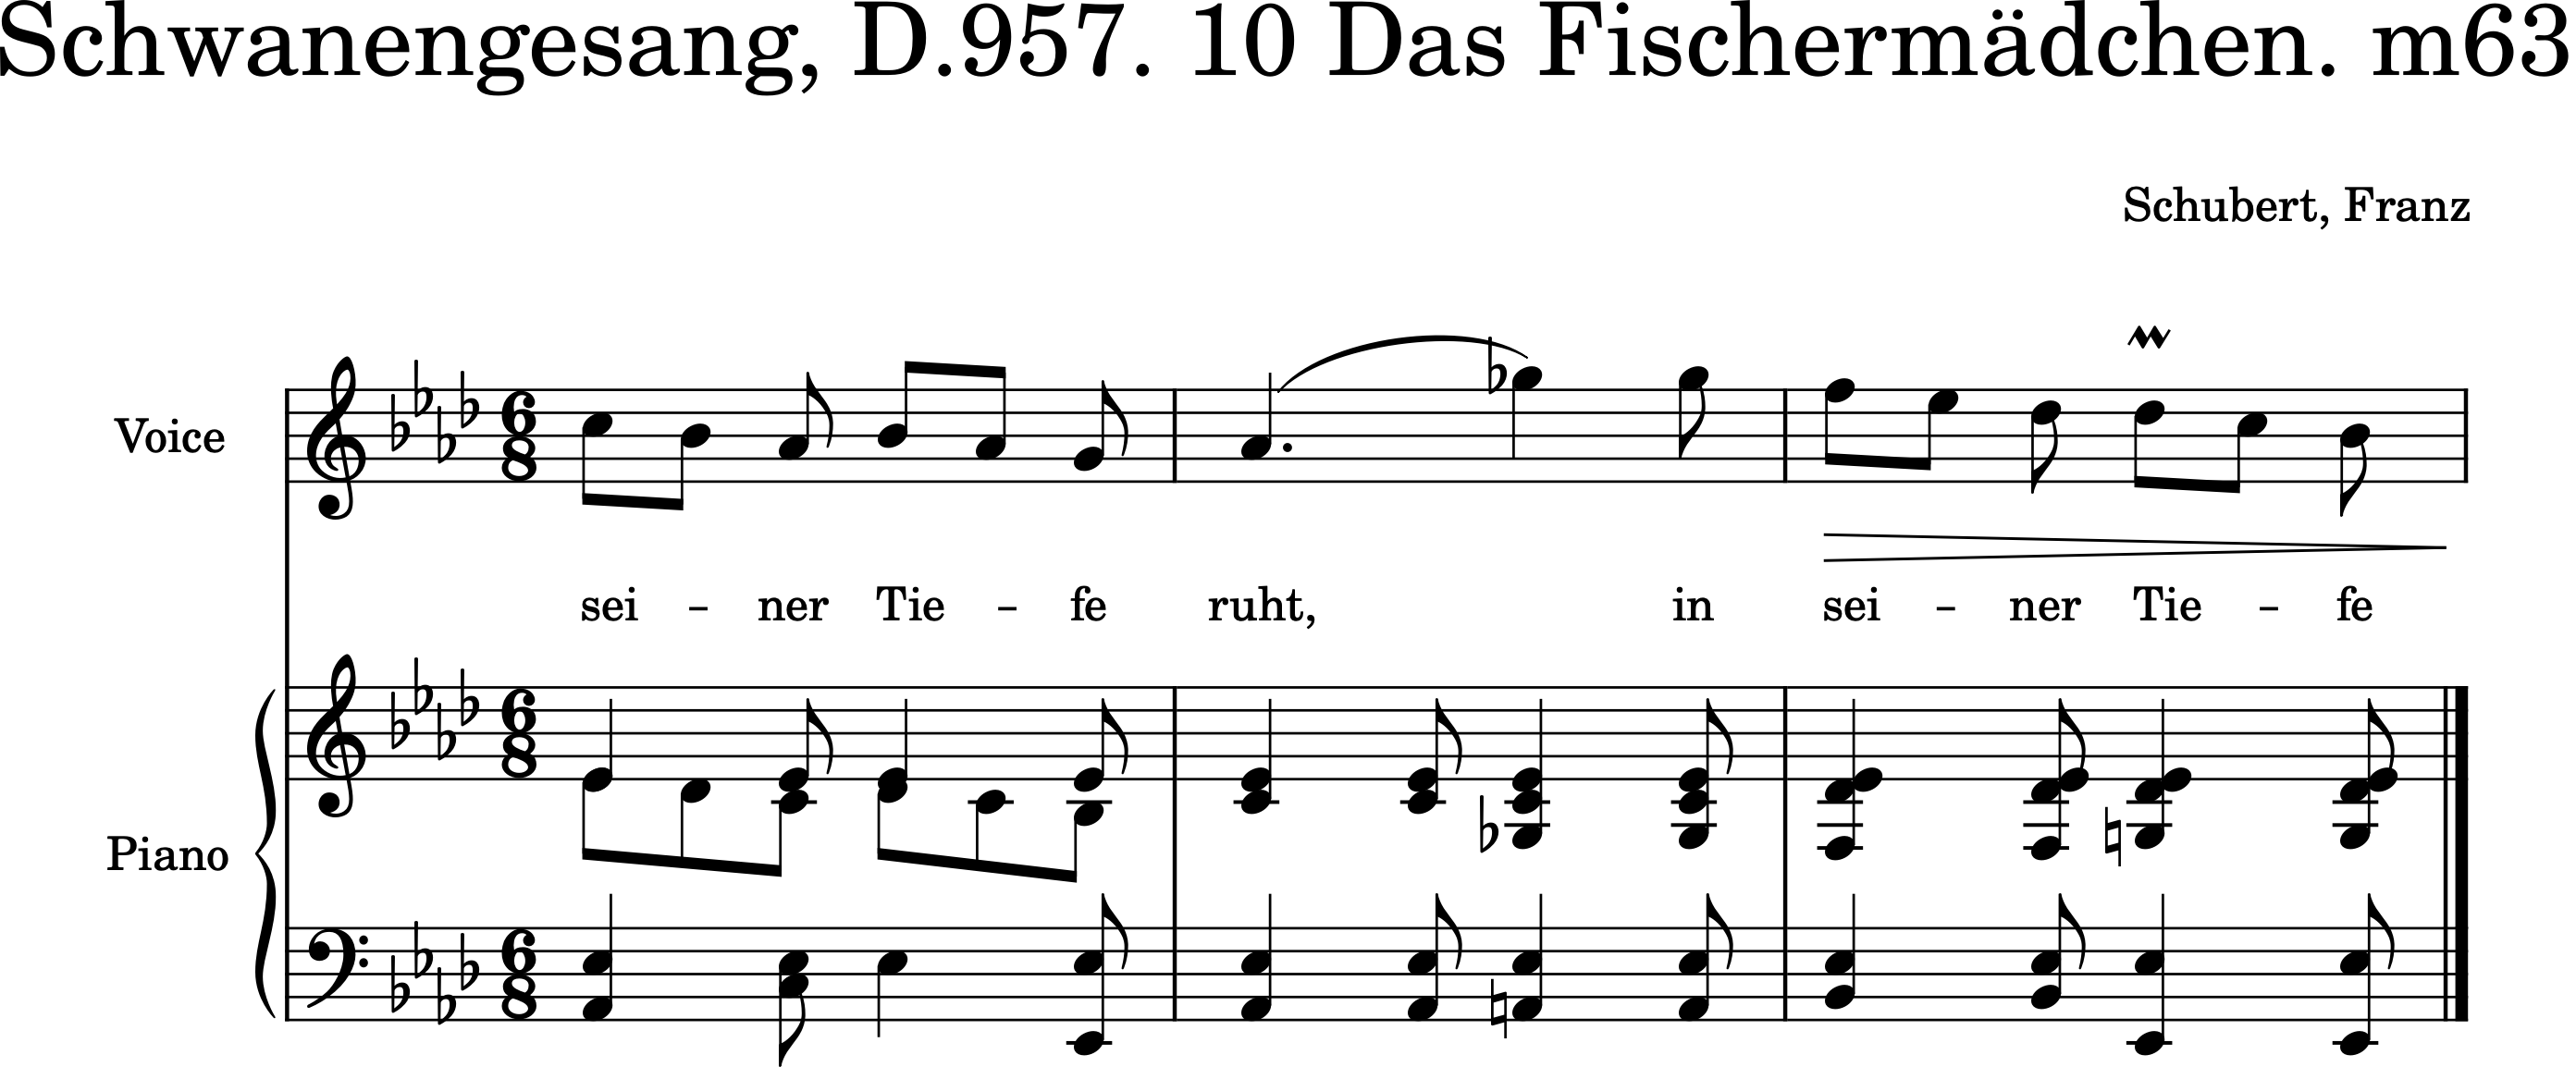 Schwanengesang, D.957. 10 Das Fischermädchen. m63
Schubert, Franz
Voice
sei – ner Tie – fe ruht, in sei – ner Tie – fe
Piano